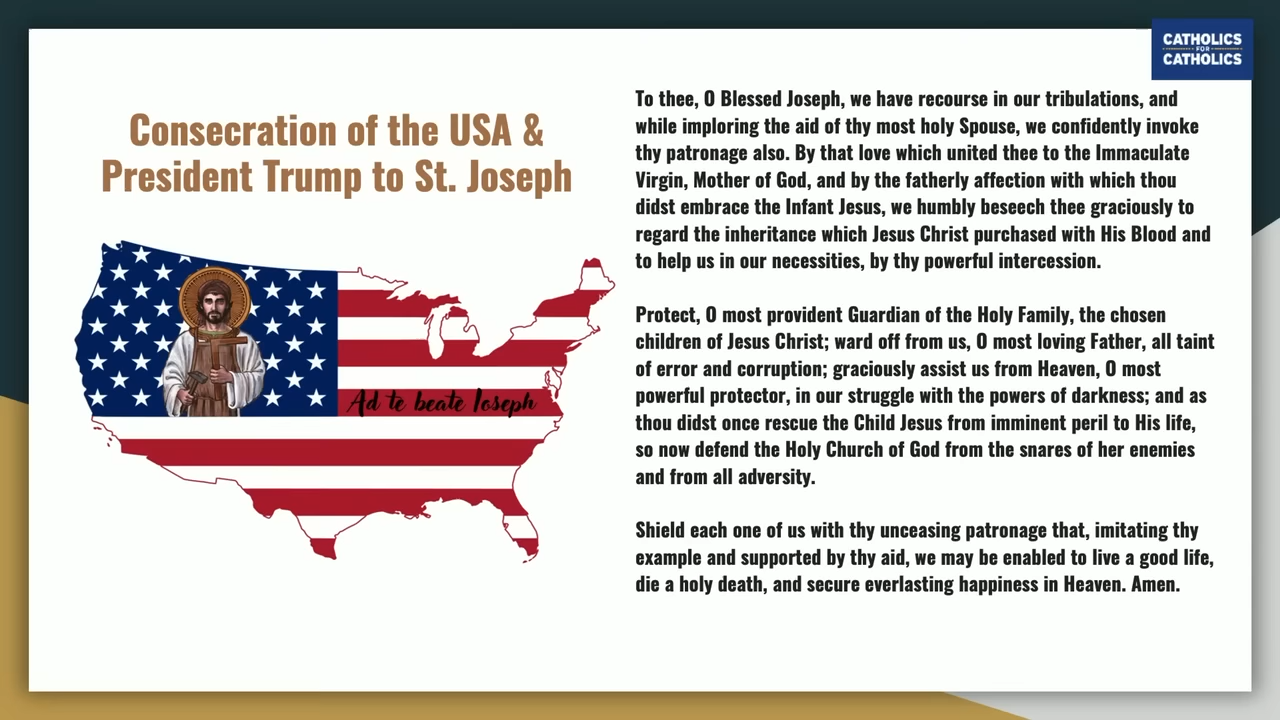 CATHOLICS
FOR
CATHOLICS
Consecration of the USA &
President Trump to St. Joseph
Ad te beate Ioseph
To thee, O Blessed Joseph, we have recourse in our tribulations, and
while imploring the aid of thy most holy Spouse, we confidently invoke
thy patronage also. By that love which united thee to the Immaculate
Virgin, Mother of God, and by the fatherly affection with which thou
didst embrace the Infant Jesus, we humbly beseech thee graciously to
regard the inheritance which Jesus Christ purchased with His Blood and
to help us in our necessities, by thy powerful intercession.
Protect, O most provident Guardian of the Holy Family, the chosen
children of Jesus Christ; ward off from us, O most loving Father, all taint
of error and corruption; graciously assist us from Heaven, O most
powerful protector, in our struggle with the powers of darkness; and as
thou didst once rescue the Child Jesus from imminent peril to His life,
so now defend the Holy Church of God from the snares of her enemies
and from all adversity.
Shield each one of us with thy unceasing patronage that, imitating thy
example and supported by thy aid, we may be enabled to live a good life,
die a holy death, and secure everlasting happiness in Heaven. Amen.